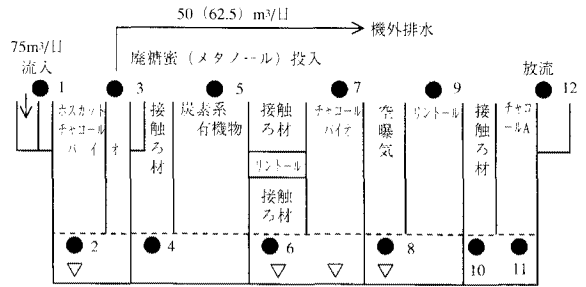 50（62.5）m³/日
機外排水
75m³/日
流入
廃糖蜜（メタノール）投入
放流
1
3
5
7
9
12
ホスカット
チャコール
バイオ
接触ろ材
炭素系
有機物
接触ろ材
リントール
接触ろ材
チャコール
バイオ
空曝気
リントール
接触ろ材
チャコールA
2
4
6
8
10
11